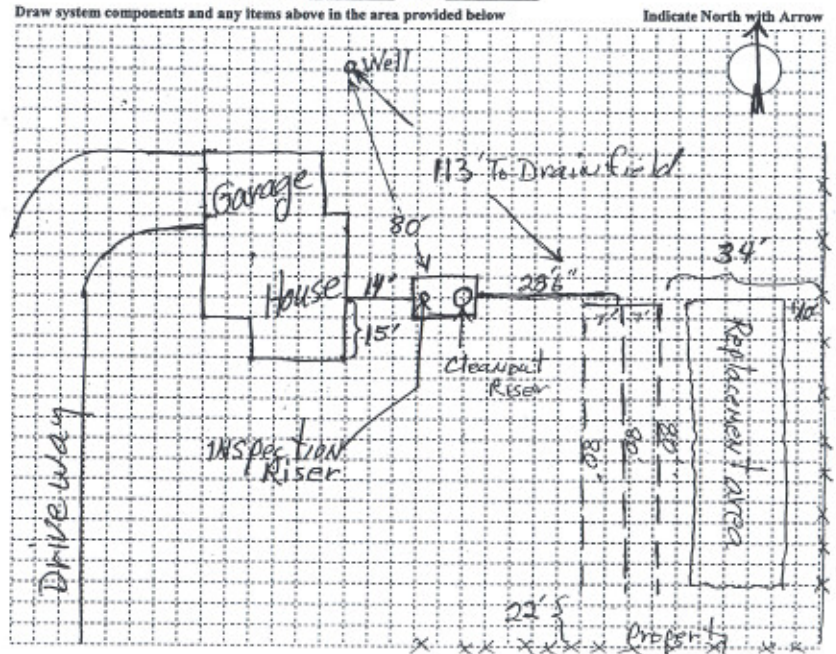 Draw system components and any items above in the area provided below
Indicate North with Arrow
Well
113' To Drainfield
Garage
80'
34'
House
14'
28'6"
10'
7'
7'
15'
Cleanout
Riser
Replacement area
INSpection
Riser
80'
80'
80'
Driveway
22'
Property